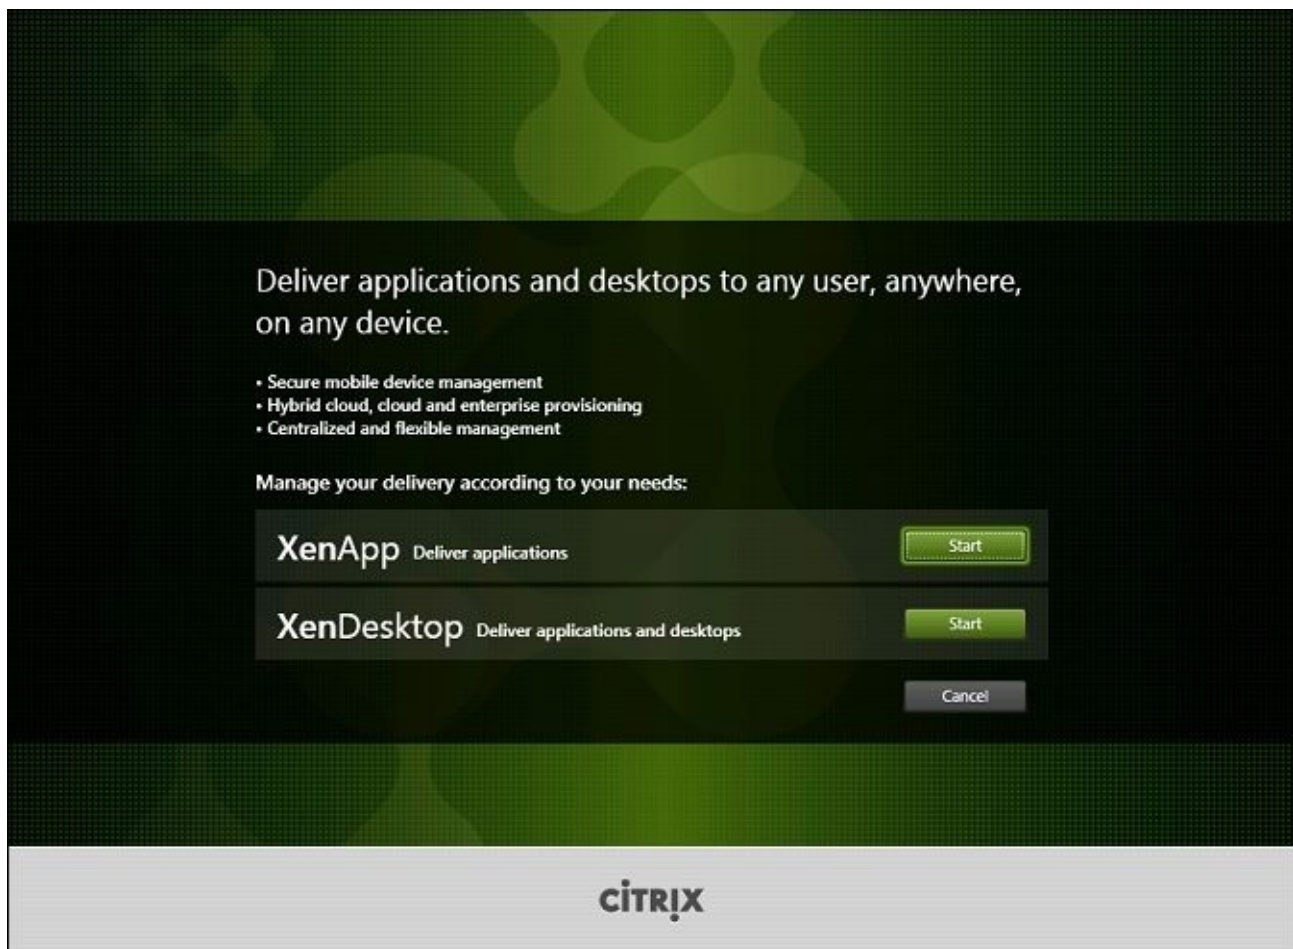 Deliver applications and desktops to any user, anywhere,
on any device.
• Secure mobile device management
• Hybrid cloud, cloud and enterprise provisioning
• Centralized and flexible management
Manage your delivery according to your needs:
XenApp Deliver applications Start
XenDesktop Deliver applications and desktops Start
Cancel
CITRIX